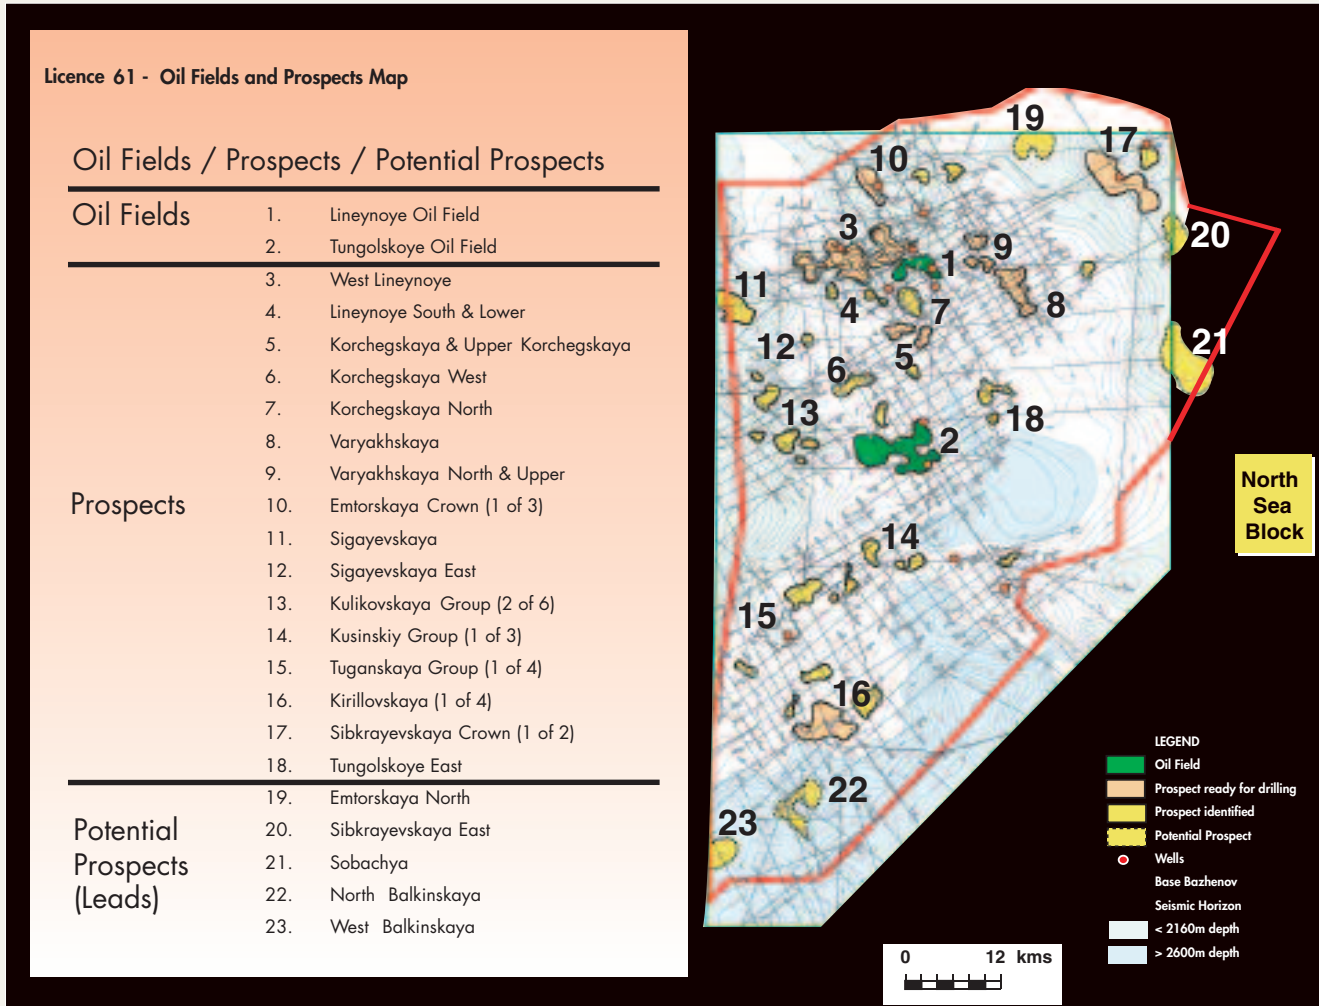 Licence 61 - Oil Fields and Prospects Map
Oil Fields / Prospects / Potential Prospects
Oil Fields
1. Lineynoye Oil Field
2. Tungolskoye Oil Field
Prospects
3. West Lineynoye
4. Lineynoye South & Lower
5. Korchegskaya & Upper Korchegskaya
6. Korchegskaya West
7. Korchegskaya North
8. Varyakhskaya
9. Varyakhskaya North & Upper
10. Emtorskaya Crown (1 of 3)
11. Sigayevskaya
12. Sigayevskaya East
13. Kulikovskaya Group (2 of 6)
14. Kusinskiy Group (1 of 3)
15. Tuganskaya Group (1 of 4)
16. Kirillovskaya (1 of 4)
17. Sibkrayevskaya Crown (1 of 2)
18. Tungolskoye East
Potential
Prospects
(Leads)
19. Emtorskaya North
20. Sibkrayevskaya East
21. Sobachya
22. North Balkinskaya
23. West Balkinskaya
19
17
10
3
20
9
1
11
4
7
8
12
5
21
6
13
18
2
14
15
16
22
23
North
Sea
Block
LEGEND
Oil Field
Prospect ready for drilling
Prospect identified
Potential Prospect
Wells
Base Bazhenov
Seismic Horizon
< 2160m depth
> 2600m depth
0 12 kms